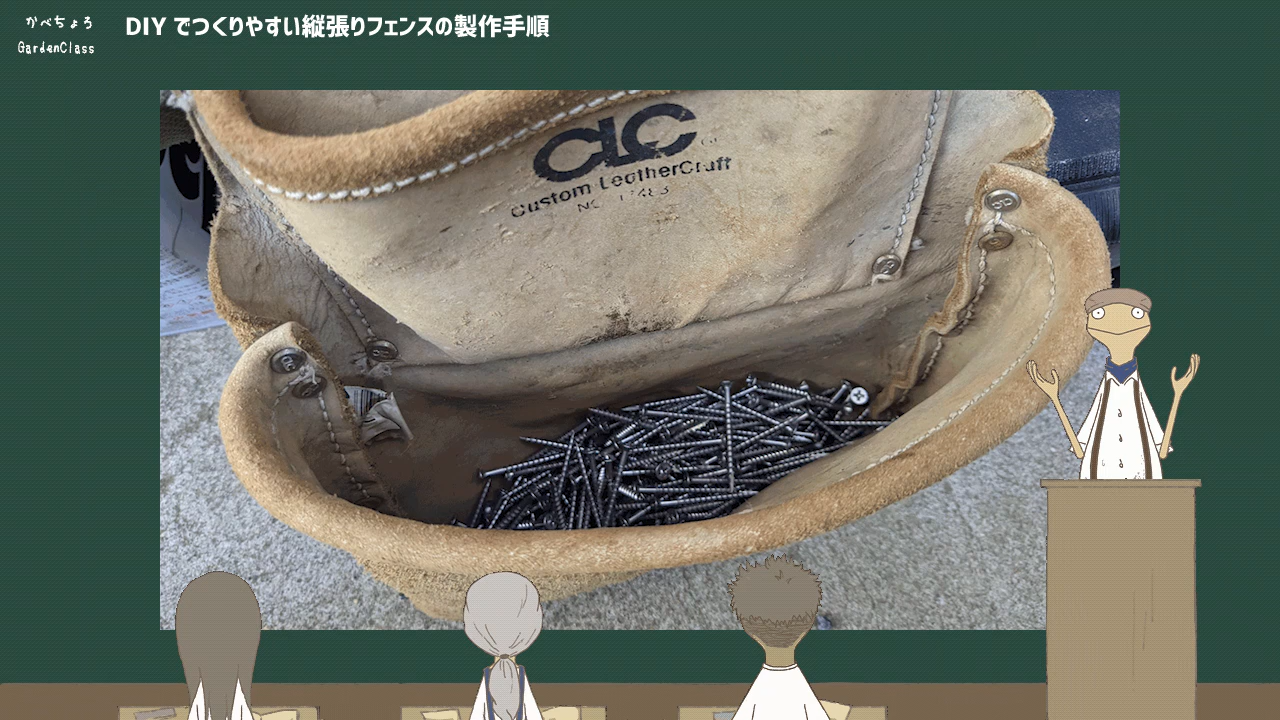 かべちょろ
GardenClass
DIY でつくりやすい縦張りフェンスの製作手順
CLC
Custom LeatherCraft